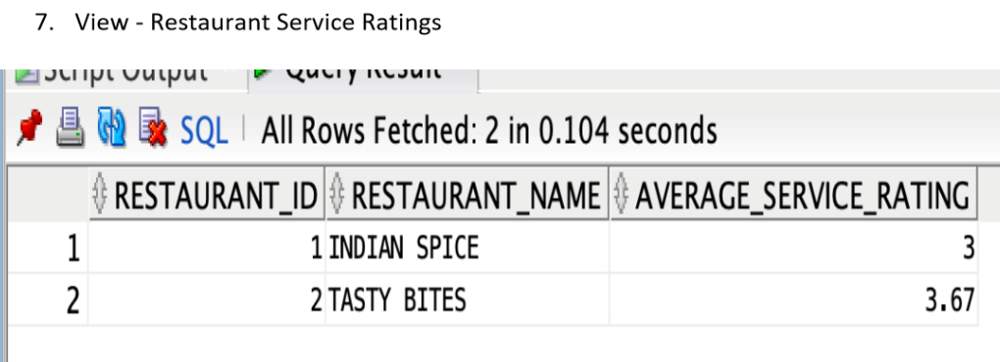 7. View - Restaurant Service Ratings
Script Output Query Result
SQL All Rows Fetched: 2 in 0.104 seconds
RESTAURANT_ID RESTAURANT_NAME AVERAGE_SERVICE_RATING
1 1 INDIAN SPICE 3
2 2 TASTY BITES 3.67